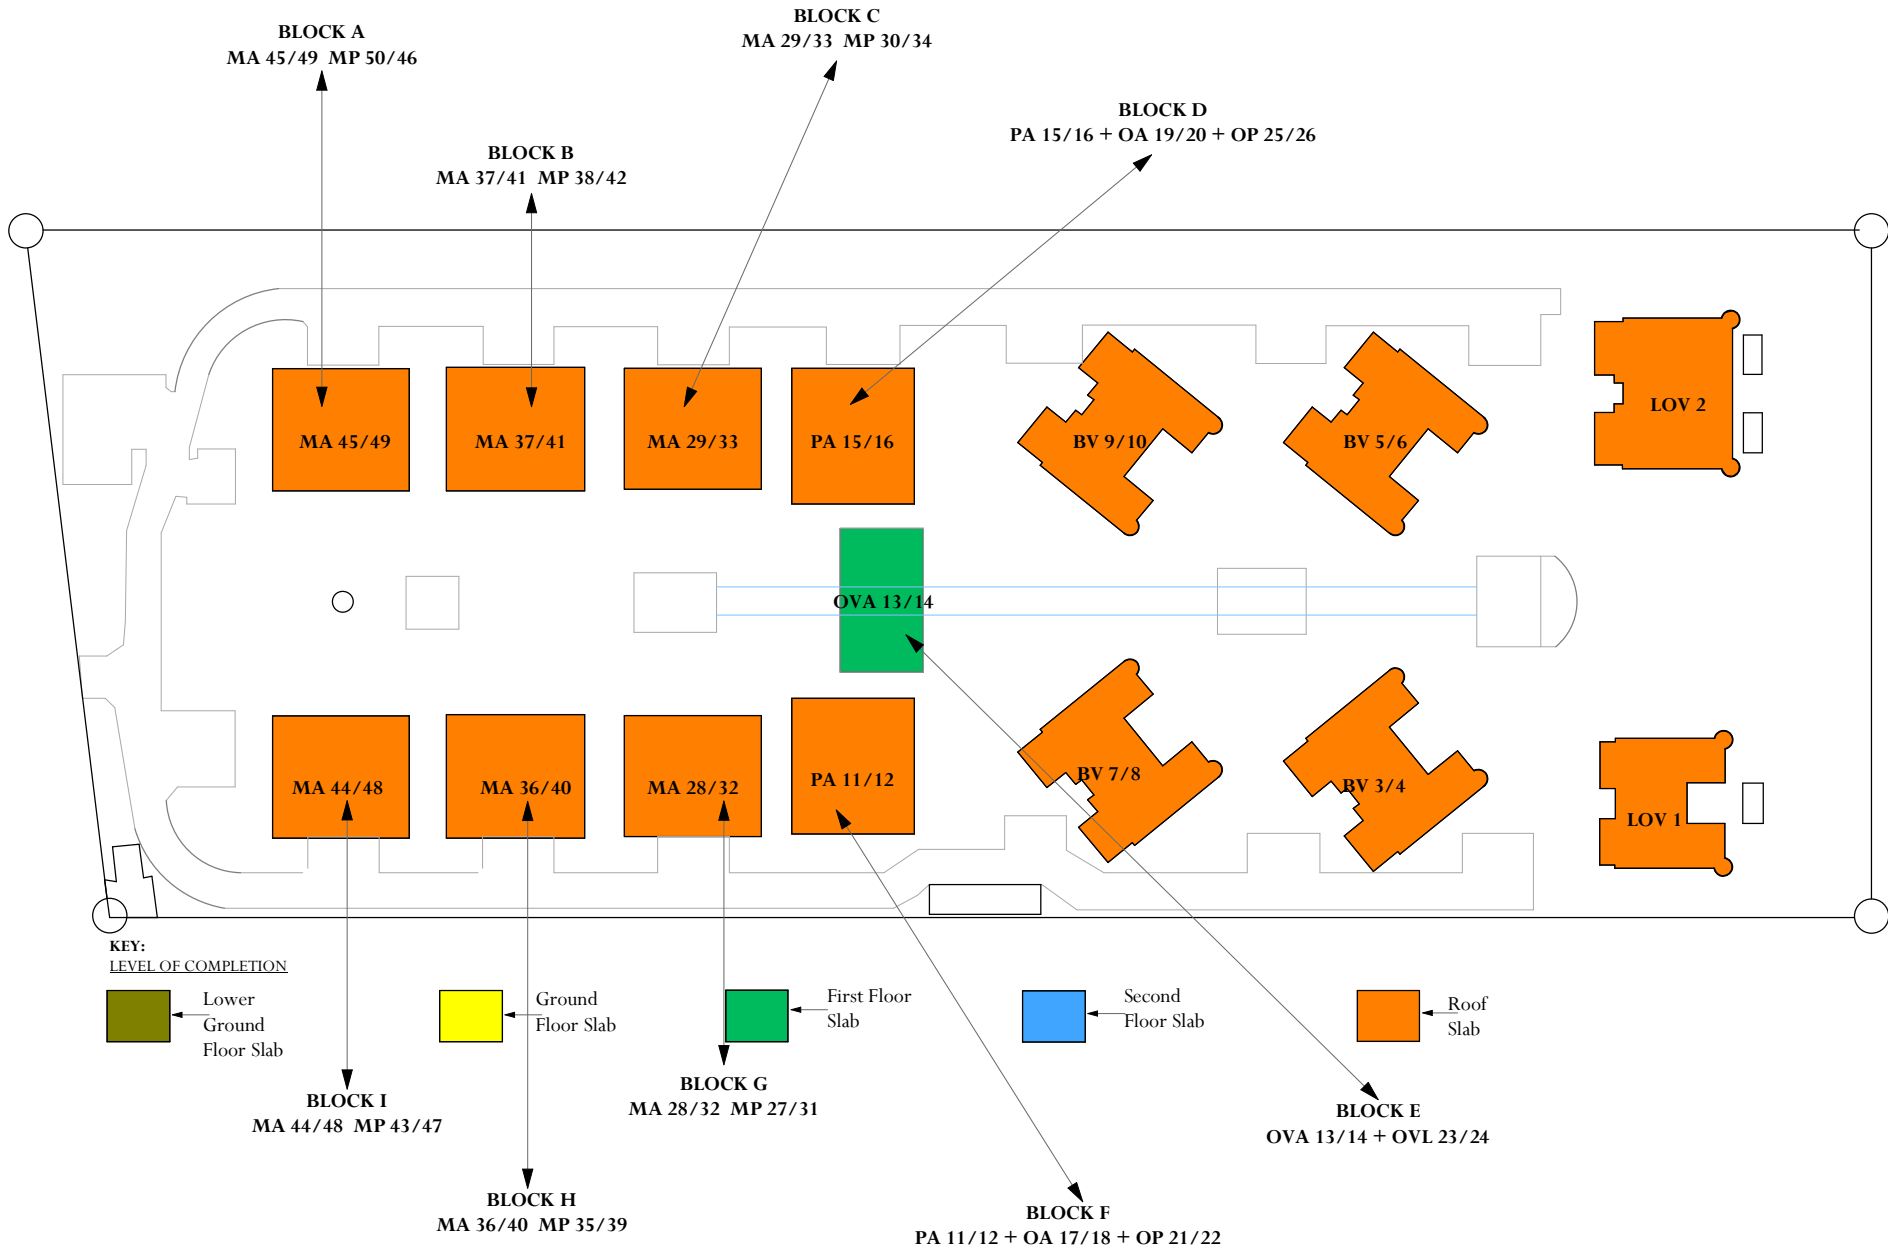 BLOCK A
MA 45/49 MP 50/46
BLOCK C
MA 29/33 MP 30/34
BLOCK D
PA 15/16 + OA 19/20 + OP 25/26
BLOCK B
MA 37/41 MP 38/42
MA 45/49
MA 37/41
MA 29/33
PA 15/16
BV 9/10
BV 5/6
LOV 2
OVA 13/14
MA 44/48
MA 36/40
MA 28/32
PA 11/12
BV 7/8
BV 3/4
LOV 1
KEY:
LEVEL OF COMPLETION
Lower
Ground
Floor Slab
Ground
Floor Slab
First Floor
Slab
Second
Floor Slab
Roof
Slab
BLOCK I
MA 44/48 MP 43/47
BLOCK G
MA 28/32 MP 27/31
BLOCK E
OVA 13/14 + OVL 23/24
BLOCK H
MA 36/40 MP 35/39
BLOCK F
PA 11/12 + OA 17/18 + OP 21/22